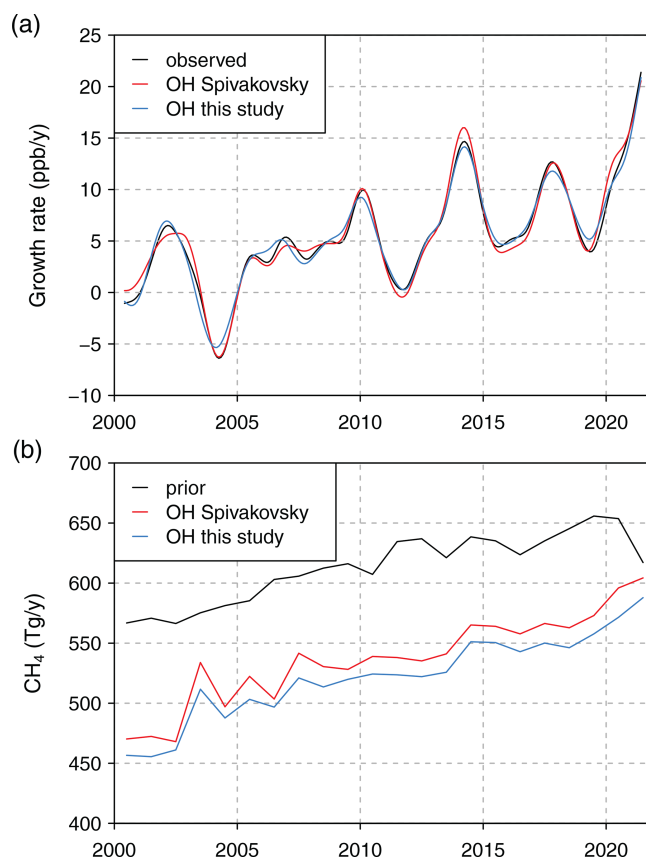 (a)
25
20
15
10
5
0
−5
−10
Growth rate (ppb/y)
observed
OH Spivakovsky
OH this study
2000 2005 2010 2015 2020
(b)
700
650
600
550
500
450
400
CH₄ (Tg/y)
prior
OH Spivakovsky
OH this study
2000 2005 2010 2015 2020